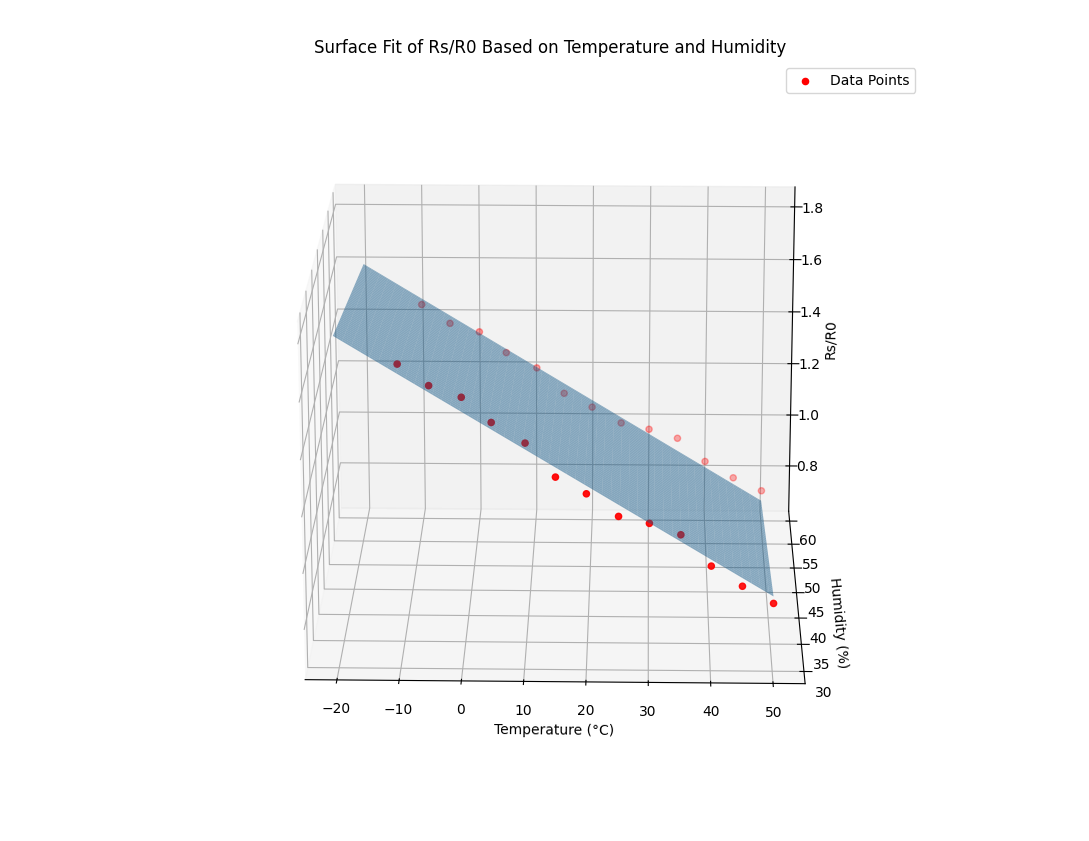 Surface Fit of Rs/R0 Based on Temperature and Humidity
Data Points
1.8
1.6
1.4
Rs/R0
1.2
1.0
0.8
60
55
50
45
40
35
30
Humidity (%)
−20 −10 0 10 20 30 40 50
Temperature (°C)